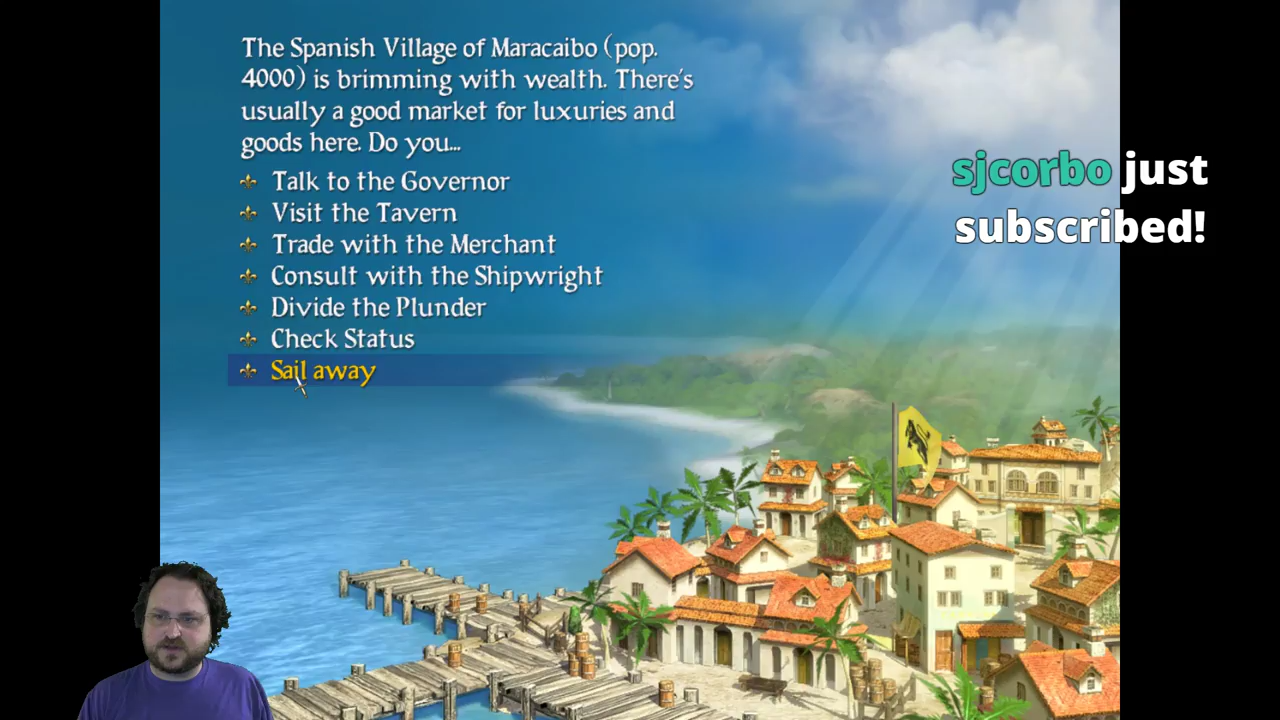 The Spanish Village of Maracaibo (pop.
4000) is brimming with wealth. There's
usually a good market for luxuries and
goods here. Do you...
Talk to the Governor
Visit the Tavern
Trade with the Merchant
Consult with the Shipwright
Divide the Plunder
Check Status
Sail away
sjcorbo just
subscribed!